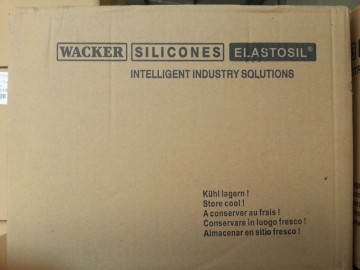 WACKER SILICONES ELASTOSIL®
INTELLIGENT INDUSTRY SOLUTIONS
Kühl lagern !
Store cool !
A conserver au frais !
Conservare in luogo fresco !
Almacenar en sitio fresco !